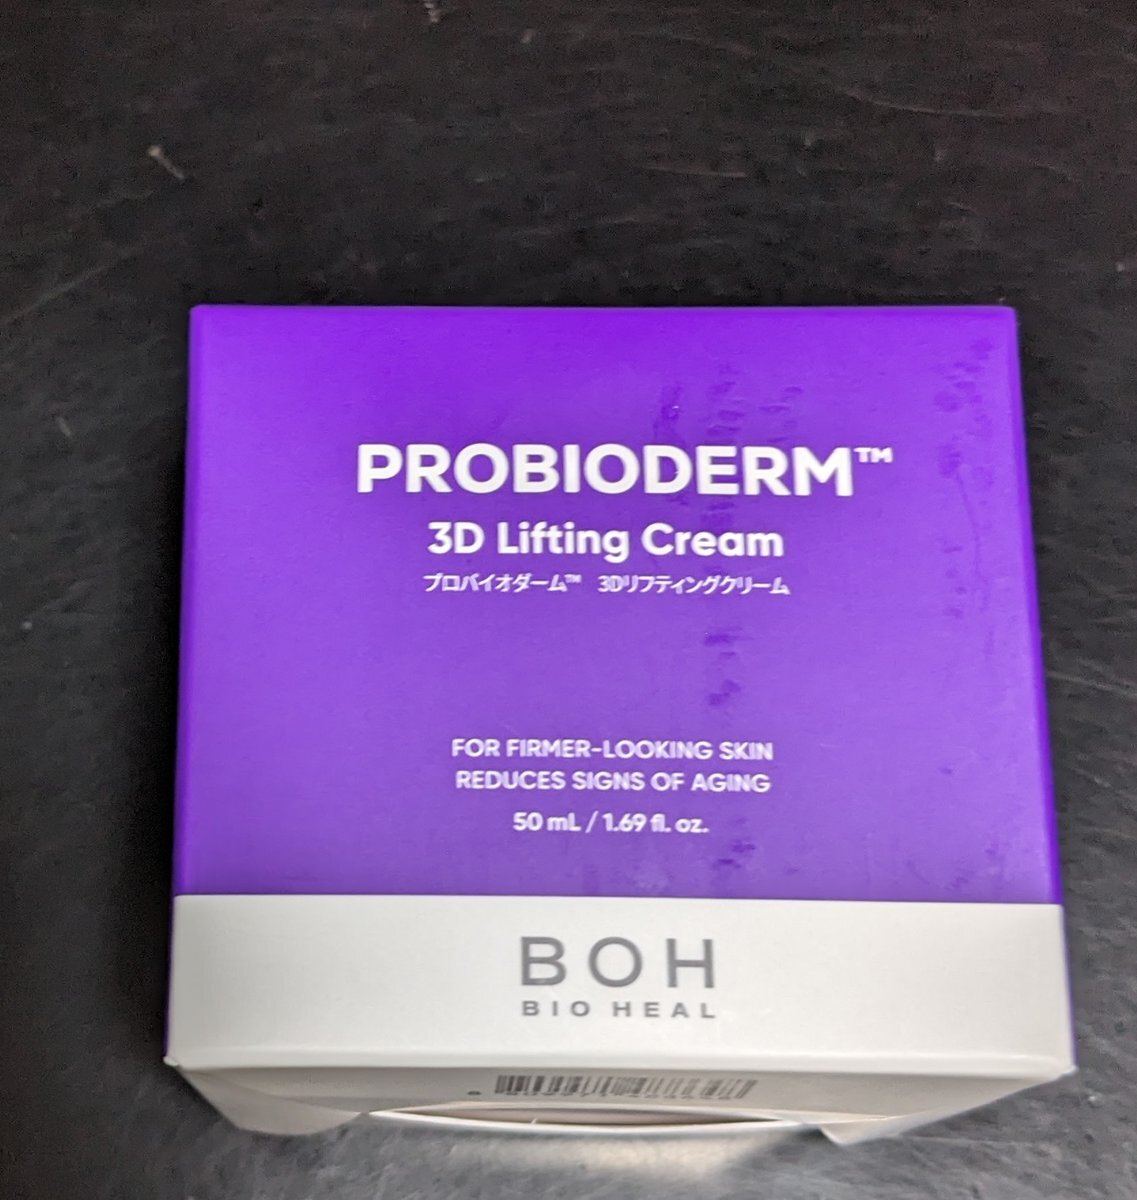 PROBIODERM™
3D Lifting Cream
プロバイオダーム™ 3Dリフティングクリーム
FOR FIRMER-LOOKING SKIN
REDUCES SIGNS OF AGING
50 mL / 1.69 fl. oz.
BOH
BIO HEAL